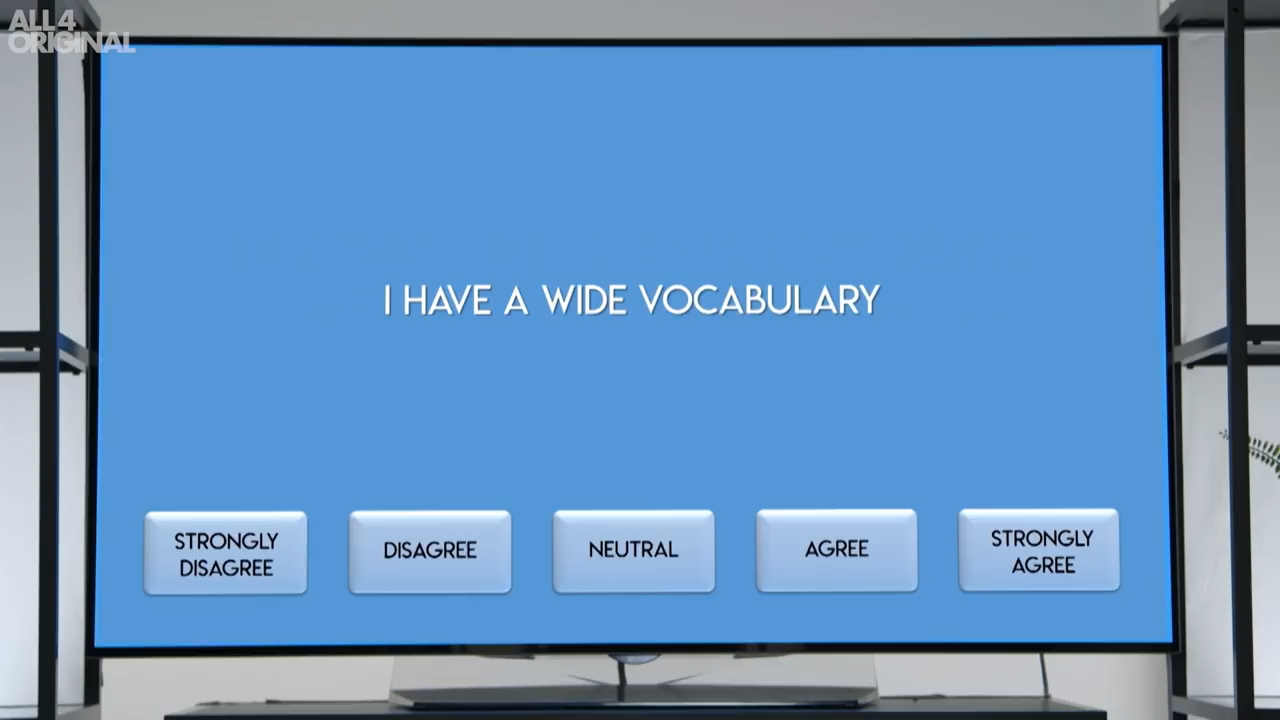 ALL4
ORIGINAL
I HAVE A WIDE VOCABULARY
STRONGLY
DISAGREE
DISAGREE
NEUTRAL
AGREE
STRONGLY
AGREE